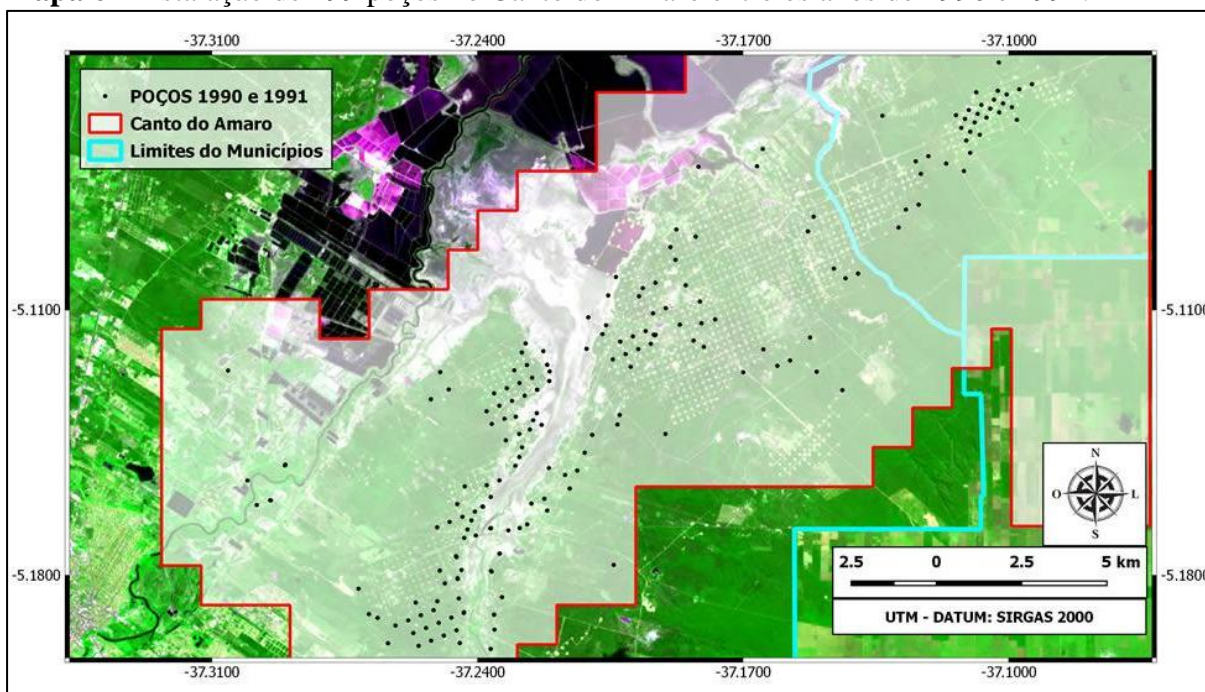 -37.3100 -37.2400 -37.1700 -37.1000
POÇOS 1990 e 1991
Canto do Amaro
Limites do Municípios
-5.1100 -5.1100
N
O L
S
2.5 0 2.5 5 km
-5.1800 -5.1800
UTM - DATUM: SIRGAS 2000
-37.3100 -37.2400 -37.1700 -37.1000